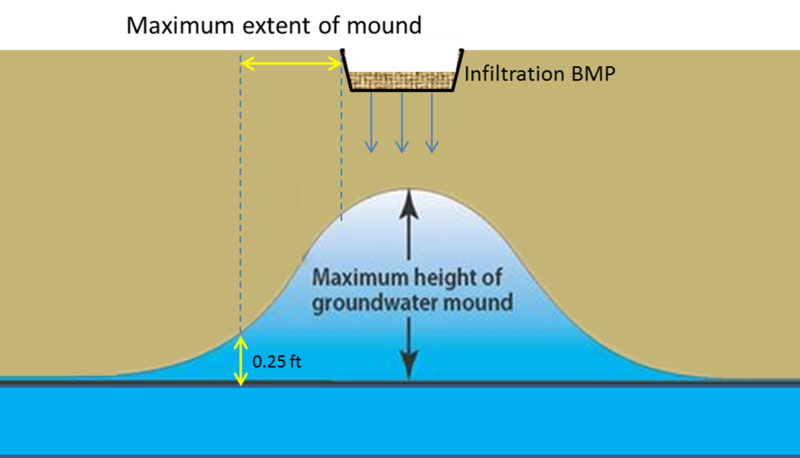 Maximum extent of mound
Infiltration BMP
Maximum height of
groundwater mound
0.25 ft